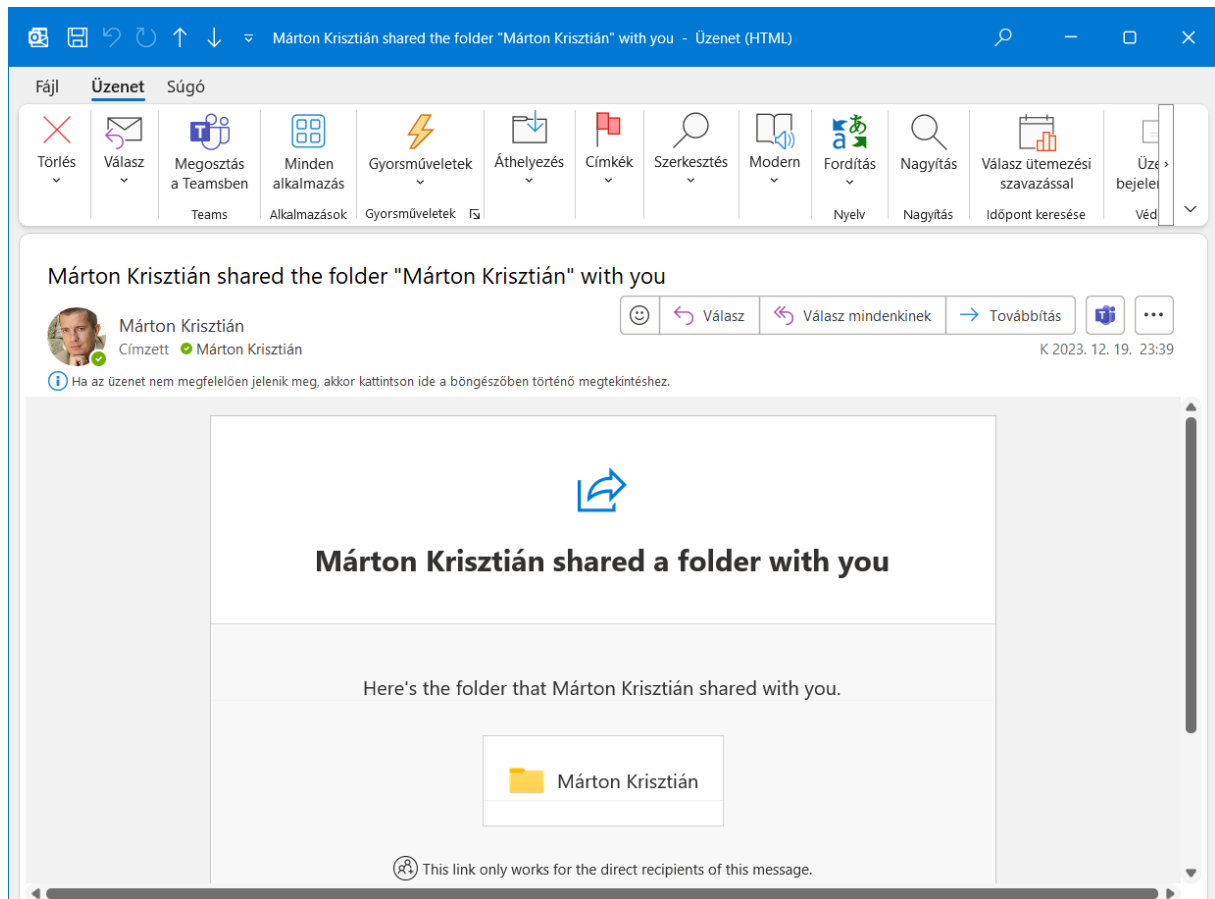 Márton Krisztián shared the folder "Márton Krisztián" with you - Üzenet (HTML)
Fájl Üzenet Súgó
Törlés Válasz Megosztás a Teamsben Minden alkalmazás Gyorsműveletek Áthelyezés Címkék Szerkesztés Modern Fordítás Nagyítás Válasz ütemezési szavazással
Teams Alkalmazások Gyorsműveletek Nyelv Nagyítás Időpont keresése
Márton Krisztián shared the folder "Márton Krisztián" with you
Márton Krisztián
Válasz Válasz mindenkinek Továbbítás
Címzett Márton Krisztián
K 2023. 12. 19. 23:39
Ha az üzenet nem megfelelően jelenik meg, akkor kattintson ide a böngészőben történő megtekintéshez.
Márton Krisztián shared a folder with you
Here's the folder that Márton Krisztián shared with you.
Márton Krisztián
This link only works for the direct recipients of this message.